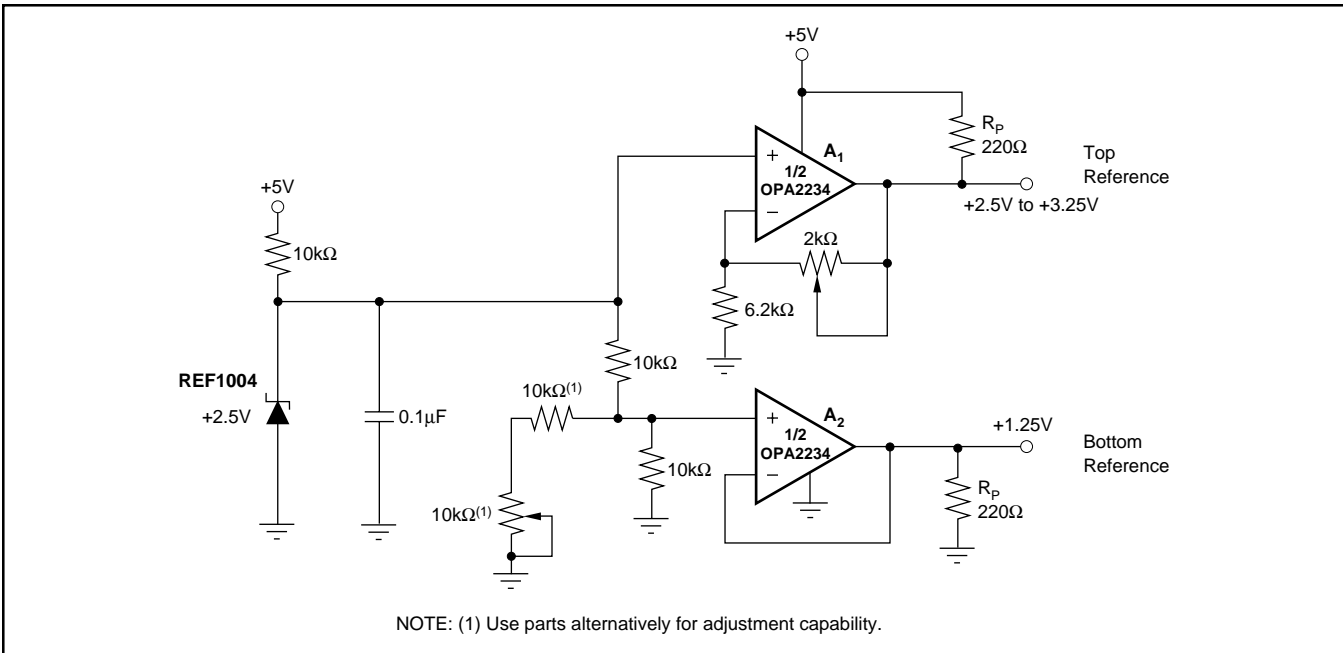 +5V
R_P
220Ω
A_1
+
1/2
OPA2234
−
Top
Reference
+2.5V to +3.25V
+5V
10kΩ
2kΩ
6.2kΩ
10kΩ
REF1004
+2.5V
0.1µF
10kΩ(1)
A_2
+
1/2
OPA2234
−
+1.25V
Bottom
Reference
10kΩ
R_P
220Ω
10kΩ(1)
NOTE: (1) Use parts alternatively for adjustment capability.